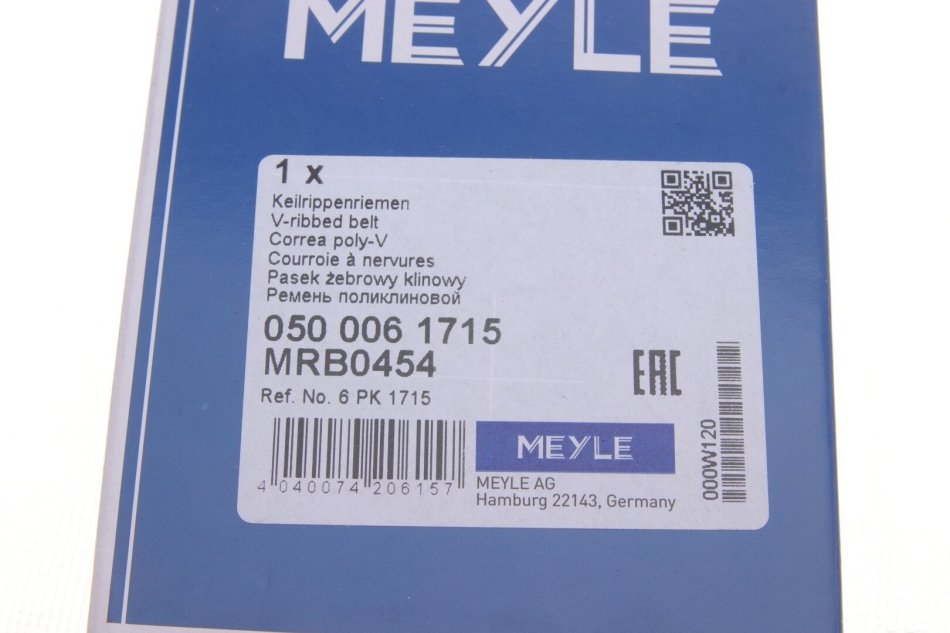 MEYLE
1 x
Keilrippenriemen
V-ribbed belt
Correa poly-V
Courroie à nervures
Pasek żebrowy klinowy
Ремень поликлиновой
050 006 1715
MRB0454
Ref. No. 6 PK 1715
EAC
000W120
4 040074 206157
MEYLE
MEYLE AG
Hamburg 22143, Germany